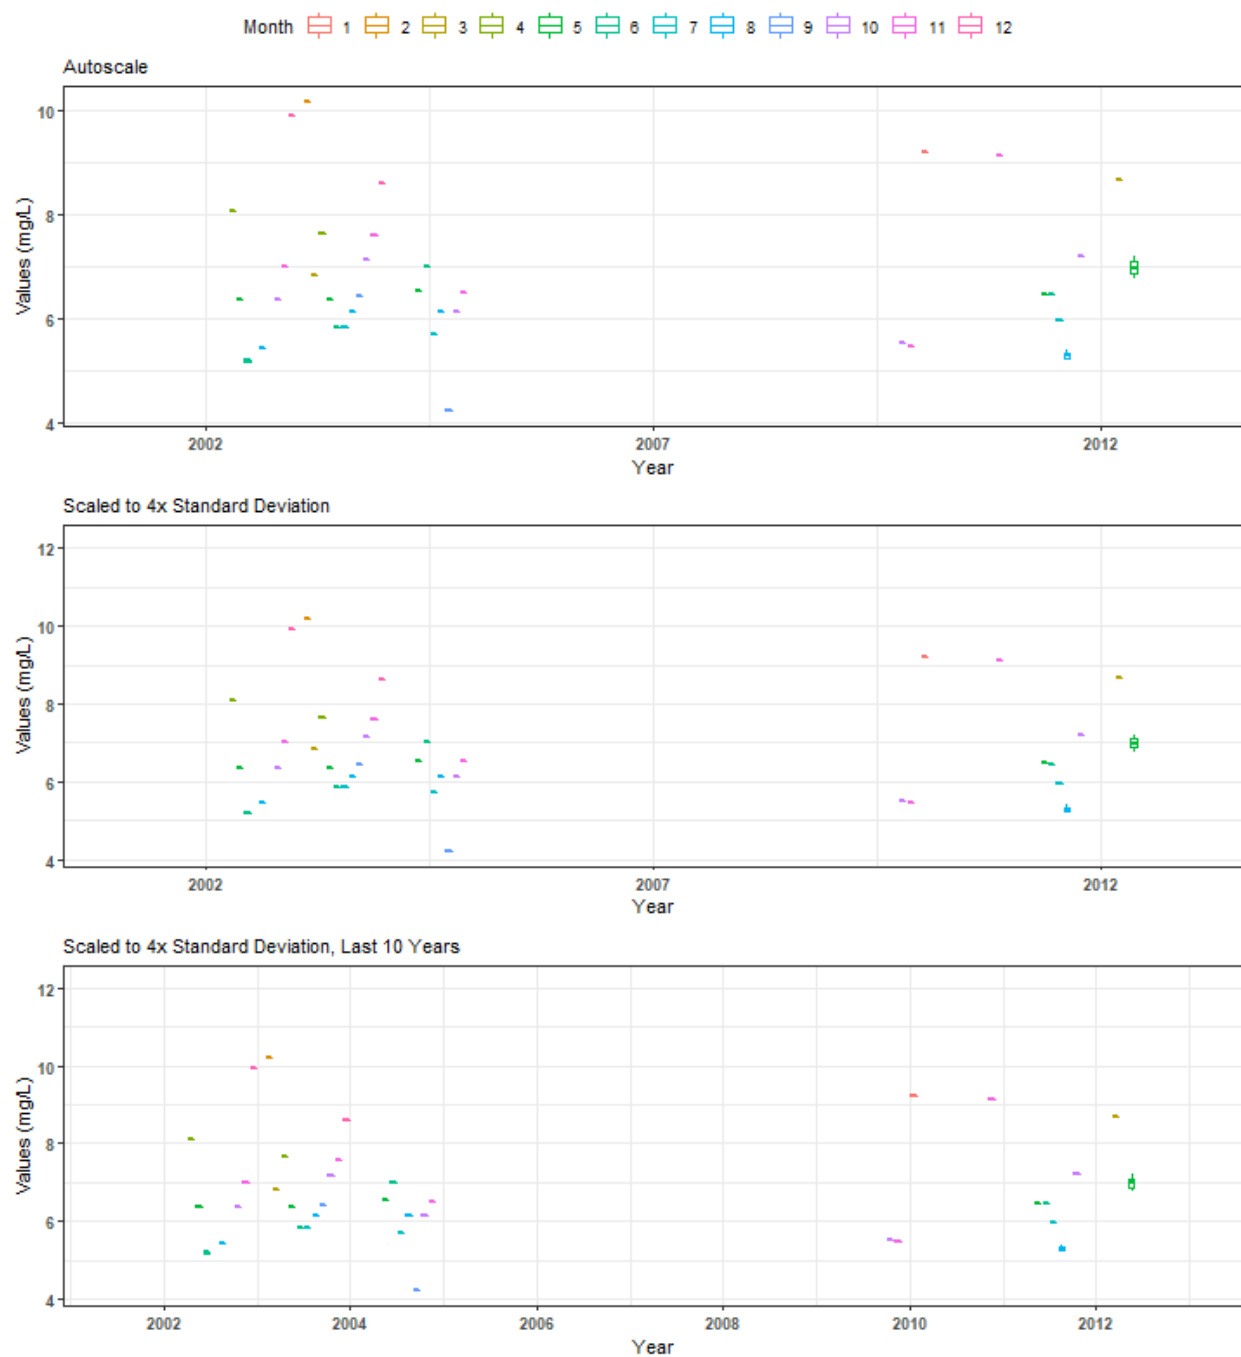 Month 1 2 3 4 5 6 7 8 9 10 11 12
Autoscale
Values (mg/L)
10
8
6
4
2002 2007 2012
Year
Scaled to 4x Standard Deviation
Values (mg/L)
12
10
8
6
4
2002 2007 2012
Year
Scaled to 4x Standard Deviation, Last 10 Years
Values (mg/L)
12
10
8
6
4
2002 2004 2006 2008 2010 2012
Year